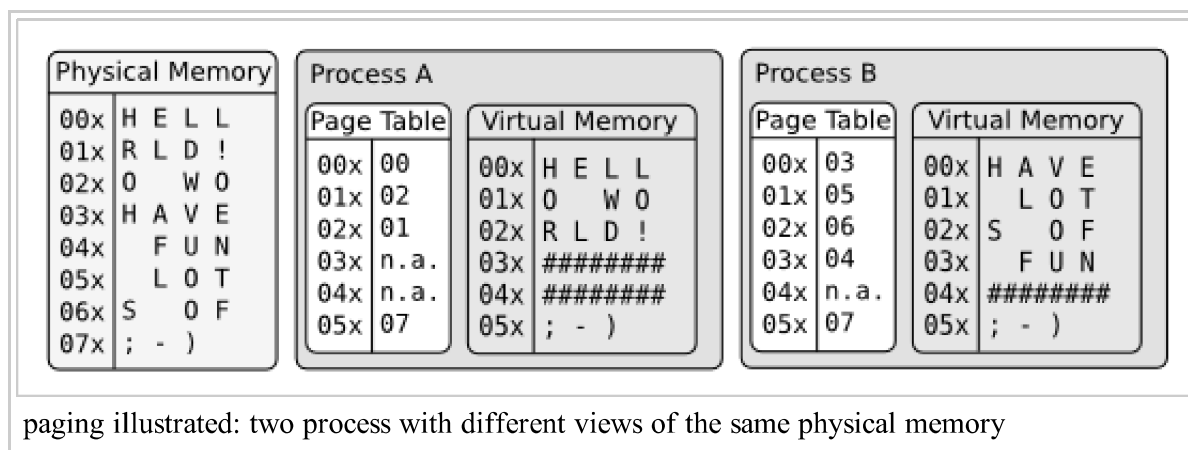 Physical Memory
00x H E L L
01x R L D !
02x O   W O
03x H A V E
04x   F U N
05x   L O T
06x S   O F
07x ; - )
Process A
Page Table
00x 00
01x 02
02x 01
03x n.a.
04x n.a.
05x 07
Virtual Memory
00x H E L L
01x O   W O
02x R L D !
03x ########
04x ########
05x ; - )
Process B
Page Table
00x 03
01x 05
02x 06
03x 04
04x n.a.
05x 07
Virtual Memory
00x H A V E
01x   L O T
02x S   O F
03x   F U N
04x ########
05x ; - )
paging illustrated: two process with different views of the same physical memory